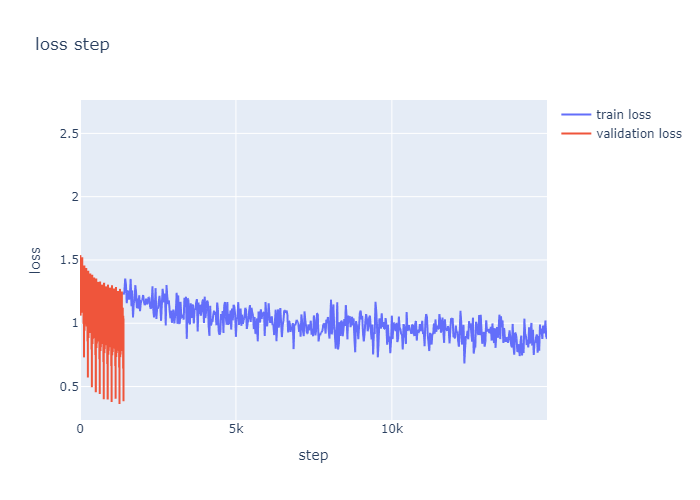 loss step
train loss
validation loss
2.5
2
1.5
1
0.5
loss
0
5k
10k
step